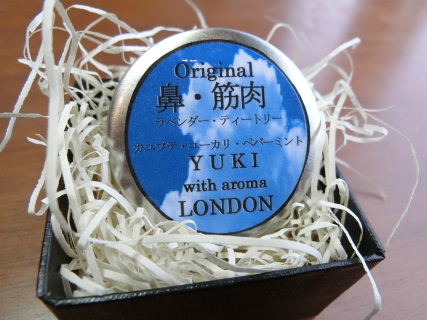 Original
鼻・筋肉
ラベンダー・ティートリー
カユプテ・ユーカリ・ペパーミント
YUKI
with aroma
LONDON